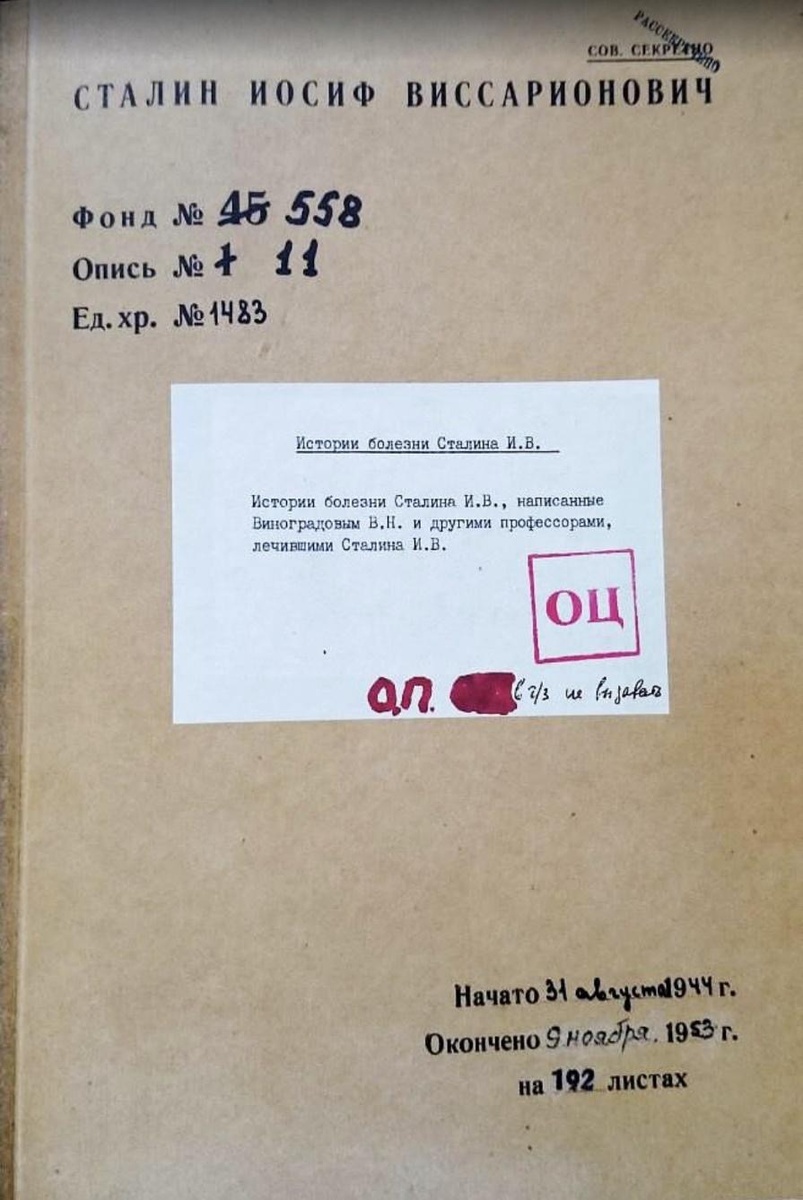 РАССЕКРЕЧЕНО
СОВ. СЕКРЕТНО
СТАЛИН ИОСИФ ВИССАРИОНОВИЧ
Фонд № 45 558
Опись № 1 11
Ед. хр. № 1483
Истории болезни Сталина И.В.
Истории болезни Сталина И.В., написанные
Виноградовым В.Н. и другими профессорами,
лечившими Сталина И.В.
ОЦ
О.П. в ч/з не выдавать
Начато 31 августа 1944 г.
Окончено 9 ноября. 1953 г.
на 192 листах